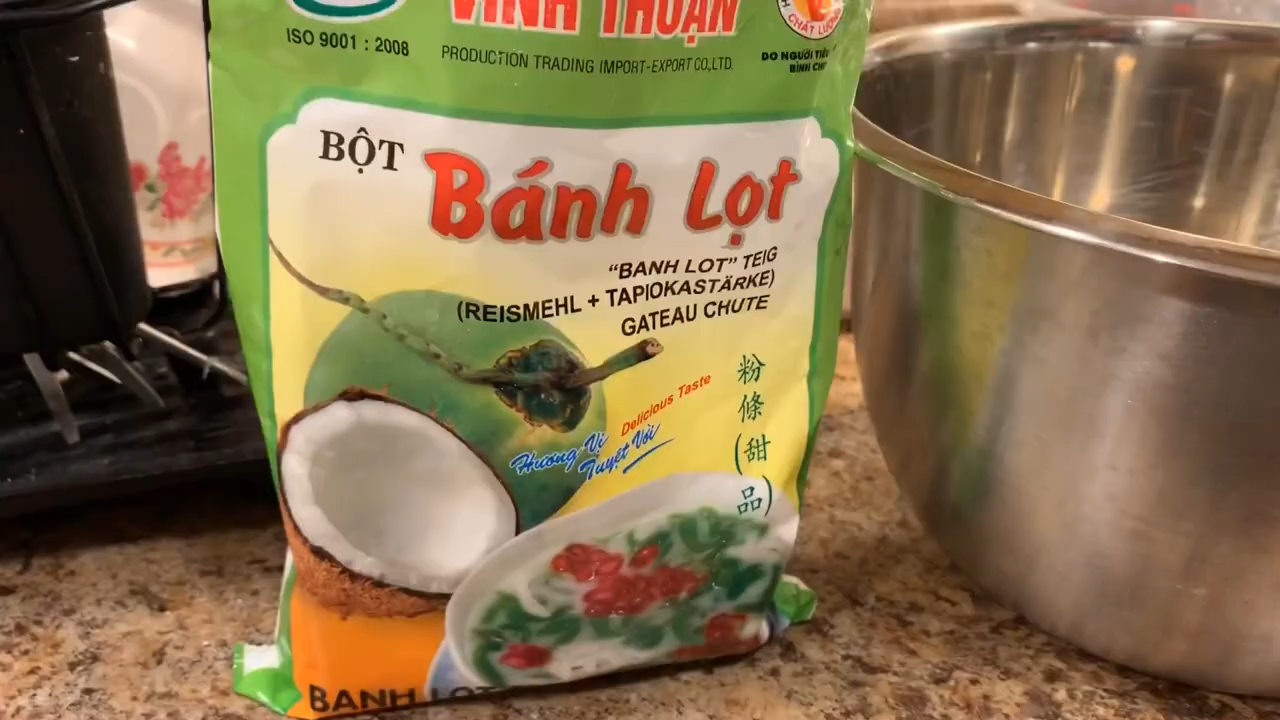 VĨNH THUẬN
ISO 9001 : 2008
PRODUCTION TRADING IMPORT-EXPORT CO.,LTD.
CHẤT LƯỢNG
DO NGƯỜI TIÊU
BÌNH CHỌN
BỘT
Bánh Lọt
“BANH LOT” TEIG
(REISMEHL + TAPIOKASTÄRKE)
GATEAU CHUTE
粉條(甜品)
Delicious Taste
Hương Vị
Tuyệt Vời
BANH LOT